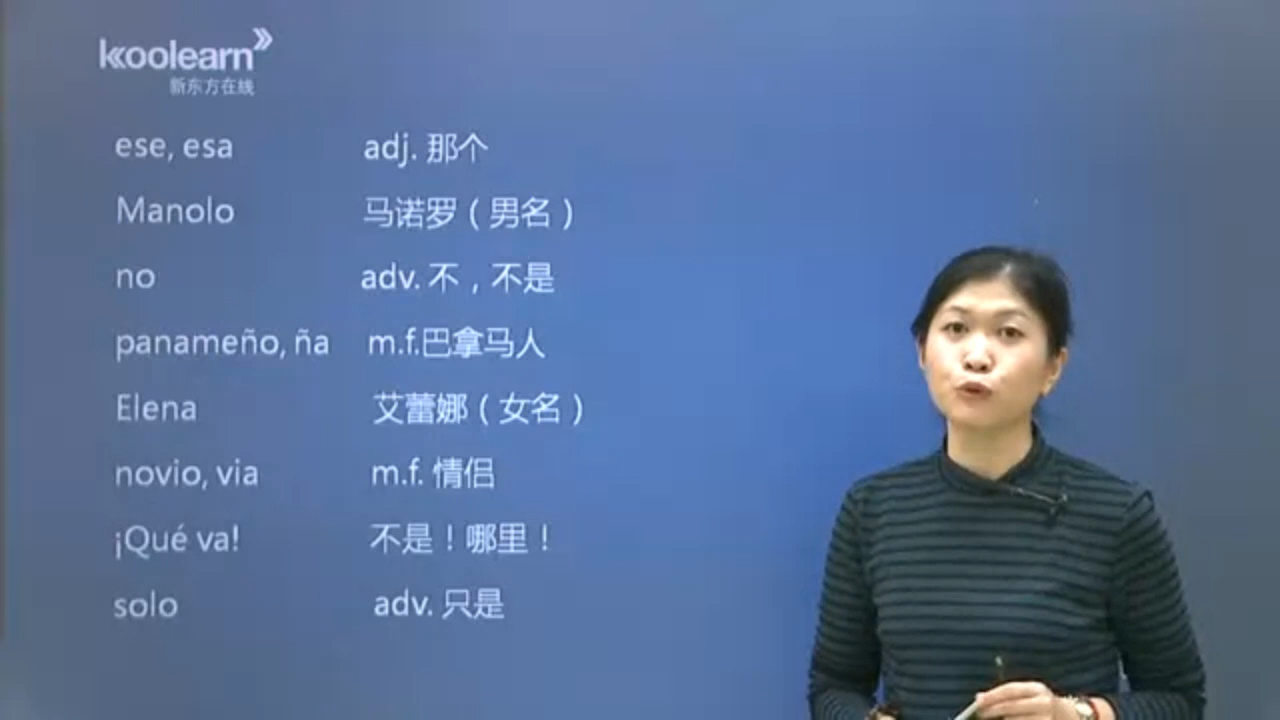 koolearn
新东方在线
ese, esa adj. 那个
Manolo 马诺罗（男名）
no adv. 不，不是
panameño, ña m.f.巴拿马人
Elena 艾蕾娜（女名）
novio, via m.f. 情侣
¡Qué va! 不是！哪里！
solo adv. 只是